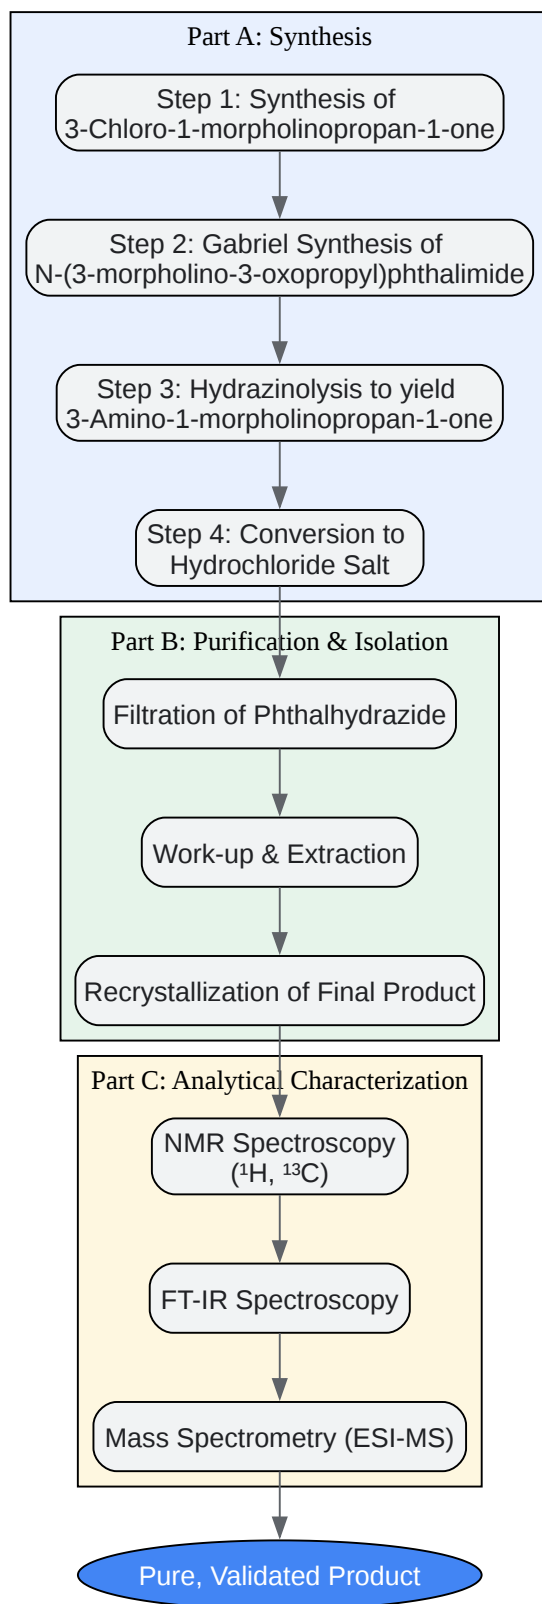 Part A: Synthesis
Step 1: Synthesis of
3-Chloro-1-morpholinopropan-1-one
Step 2: Gabriel Synthesis of
N-(3-morpholino-3-oxopropyl)phthalimide
Step 3: Hydrazinolysis to yield
3-Amino-1-morpholinopropan-1-one
Step 4: Conversion to
Hydrochloride Salt
Part B: Purification & Isolation
Filtration of Phthalhydrazide
Work-up & Extraction
Recrystallization of Final Product
Part C: Analytical Characterization
NMR Spectroscopy
(¹H, ¹³C)
FT-IR Spectroscopy
Mass Spectrometry (ESI-MS)
Pure, Validated Product